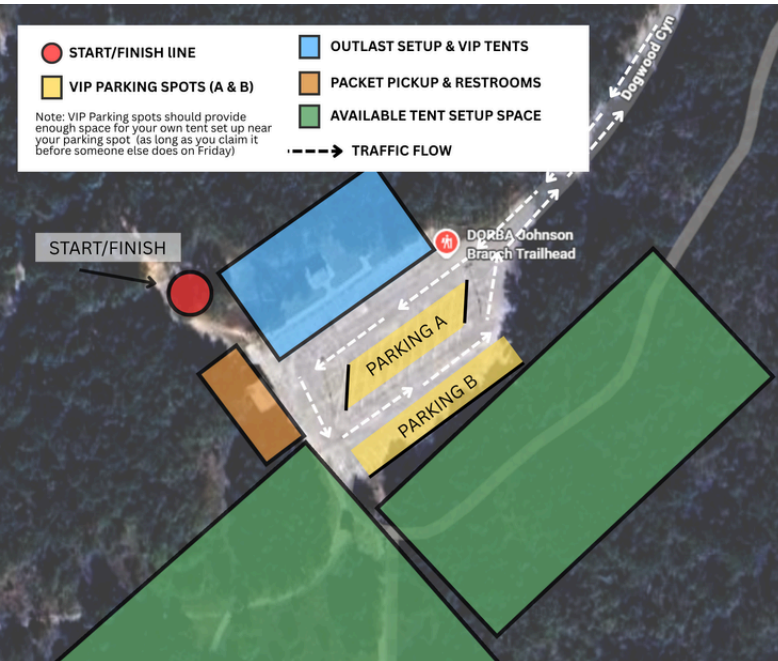 START/FINISH LINE
VIP PARKING SPOTS (A & B)
Note: VIP Parking spots should provide
enough space for your own tent set up near
your parking spot (as long as you claim it
before someone else does on Friday)
OUTLAST SETUP & VIP TENTS
PACKET PICKUP & RESTROOMS
AVAILABLE TENT SETUP SPACE
TRAFFIC FLOW
Dogwood Cyn
START/FINISH
DORBA Johnson
Branch Trailhead
PARKING A
PARKING B